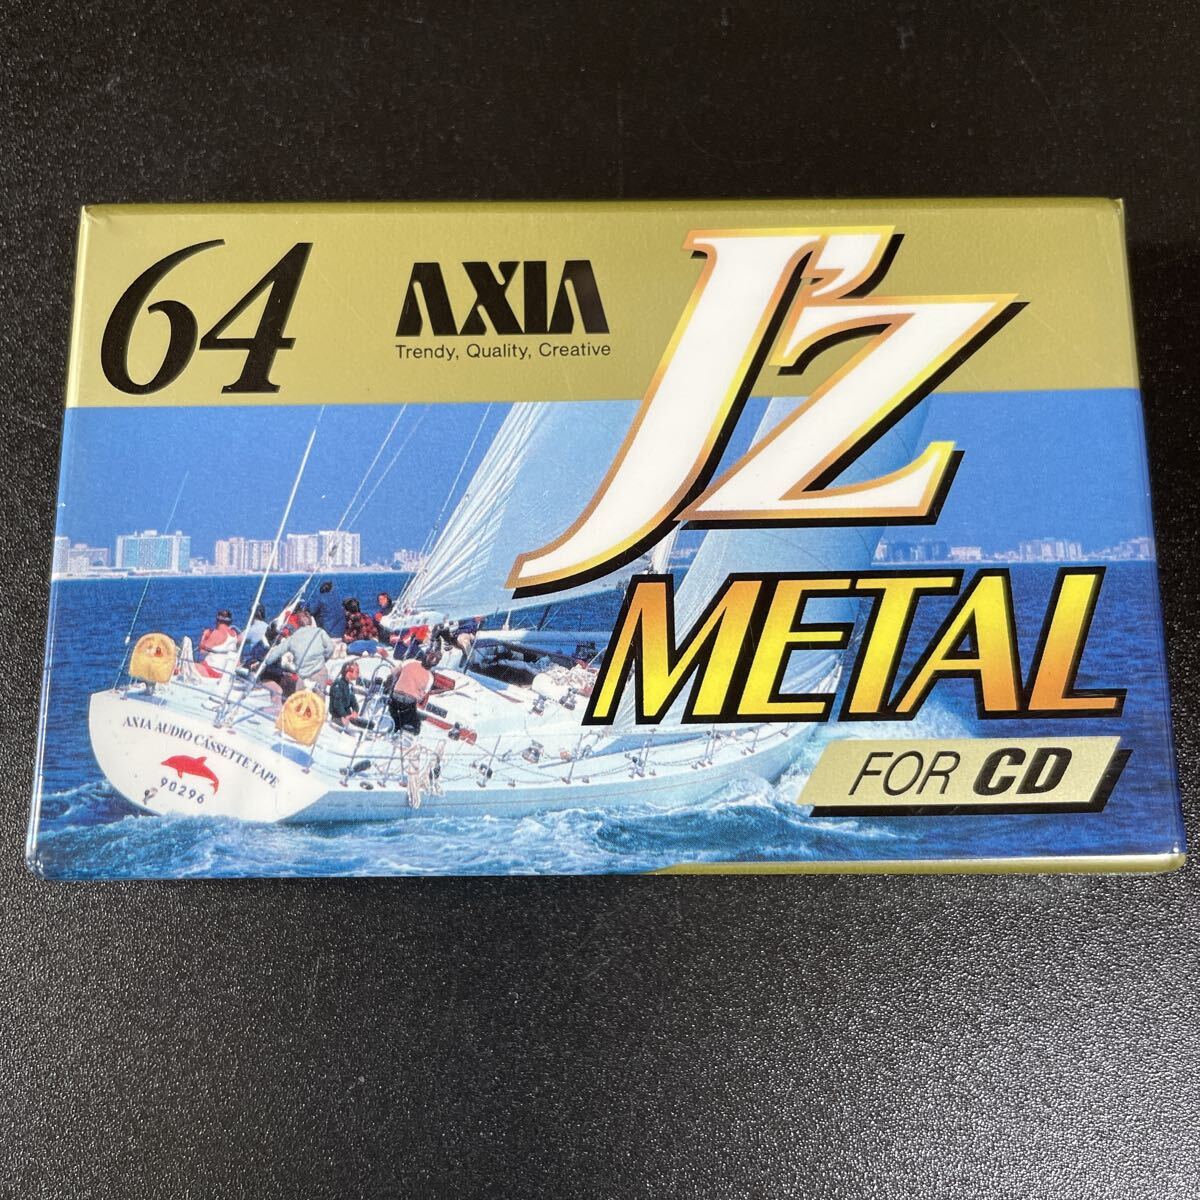 64
AXIA
Trendy, Quality, Creative
J'Z
METAL
FOR CD
AXIA AUDIO CASSETTE TAPE
90296